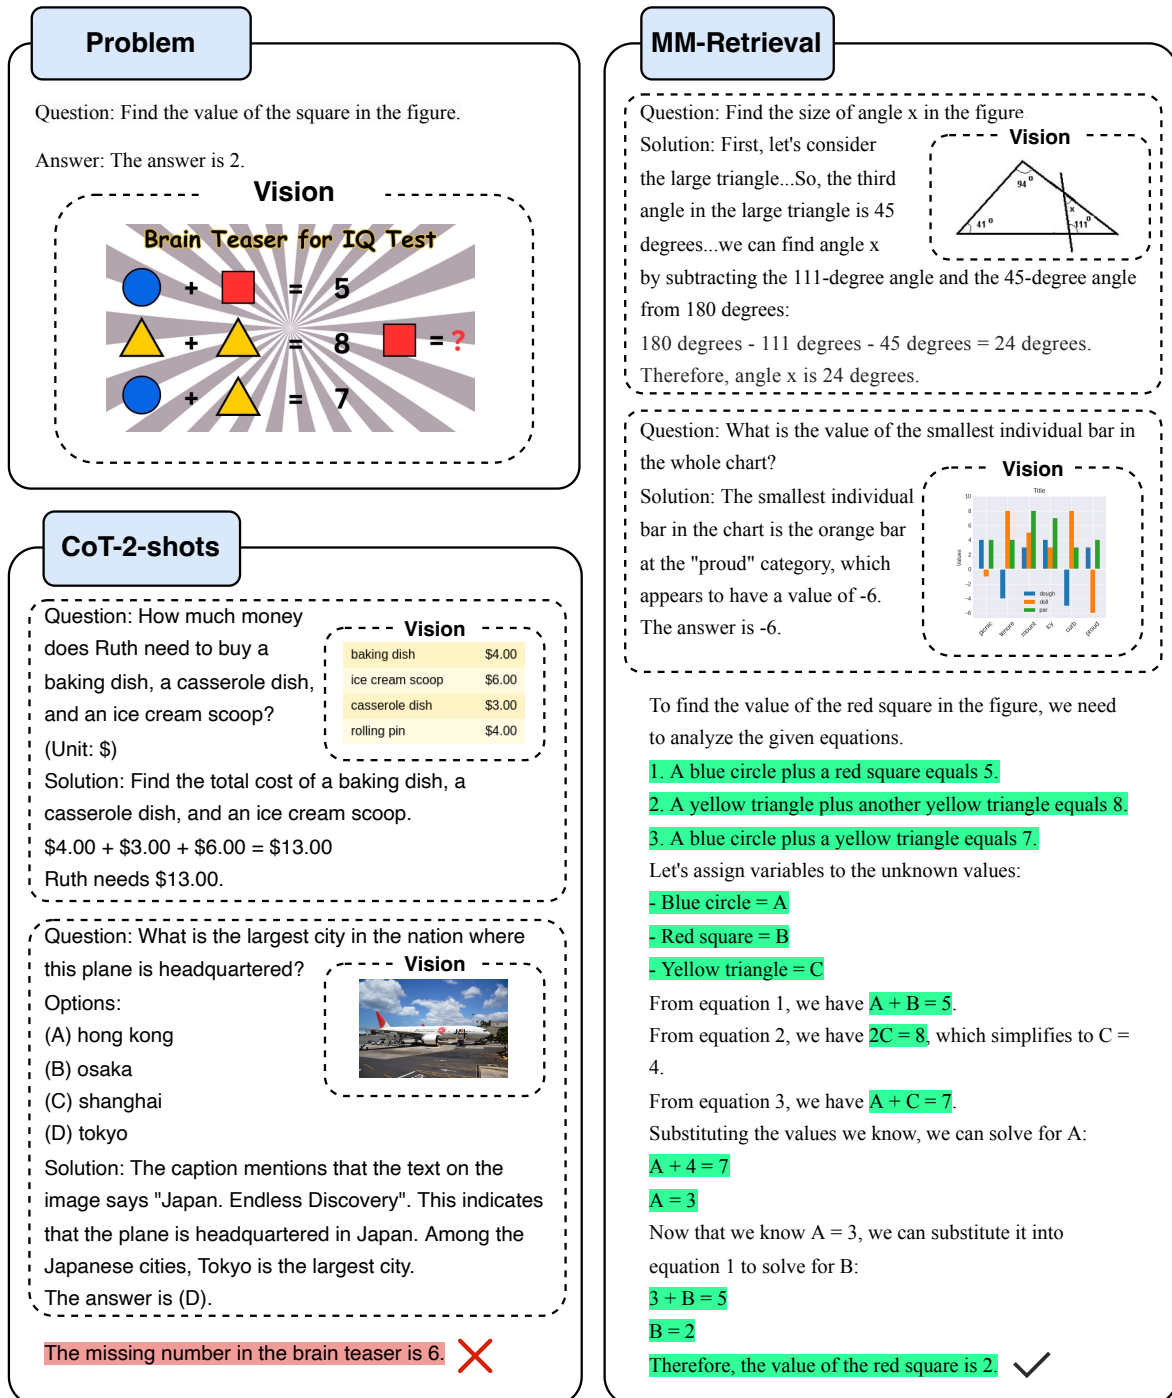 Problem
Question: Find the value of the square in the figure.
Answer: The answer is 2.
Vision
Brain Teaser for IQ Test
+ = 5
+ = 8 = ?
+ = 7
CoT-2-shots
Question: How much money
does Ruth need to buy a
baking dish, a casserole dish,
and an ice cream scoop?
(Unit: $)
Vision
baking dish $4.00
ice cream scoop $6.00
casserole dish $3.00
rolling pin $4.00
Solution: Find the total cost of a baking dish, a
casserole dish, and an ice cream scoop.
$4.00 + $3.00 + $6.00 = $13.00
Ruth needs $13.00.
Question: What is the largest city in the nation where
this plane is headquartered?
Vision
JAL
Options:
(A) hong kong
(B) osaka
(C) shanghai
(D) tokyo
Solution: The caption mentions that the text on the
image says "Japan. Endless Discovery". This indicates
that the plane is headquartered in Japan. Among the
Japanese cities, Tokyo is the largest city.
The answer is (D).
The missing number in the brain teaser is 6.
MM-Retrieval
Question: Find the size of angle x in the figure.
Solution: First, let's consider
the large triangle...So, the third
angle in the large triangle is 45
degrees...we can find angle x
by subtracting the 111-degree angle and the 45-degree angle
from 180 degrees:
180 degrees - 111 degrees - 45 degrees = 24 degrees.
Therefore, angle x is 24 degrees.
Vision
94°
x
41°
111°
Question: What is the value of the smallest individual bar in
the whole chart?
Solution: The smallest individual
bar in the chart is the orange bar
at the "proud" category, which
appears to have a value of -6.
The answer is -6.
Vision
Title
Values
10
8
6
4
2
0
−2
−4
−6
dough
doll
par
picnic
tenure
mount
icy
curb
proud
To find the value of the red square in the figure, we need
to analyze the given equations.
1. A blue circle plus a red square equals 5.
2. A yellow triangle plus another yellow triangle equals 8.
3. A blue circle plus a yellow triangle equals 7.
Let's assign variables to the unknown values:
- Blue circle = A
- Red square = B
- Yellow triangle = C
From equation 1, we have A + B = 5.
From equation 2, we have 2C = 8, which simplifies to C =
4.
From equation 3, we have A + C = 7.
Substituting the values we know, we can solve for A:
A + 4 = 7
A = 3
Now that we know A = 3, we can substitute it into
equation 1 to solve for B:
3 + B = 5
B = 2
Therefore, the value of the red square is 2.